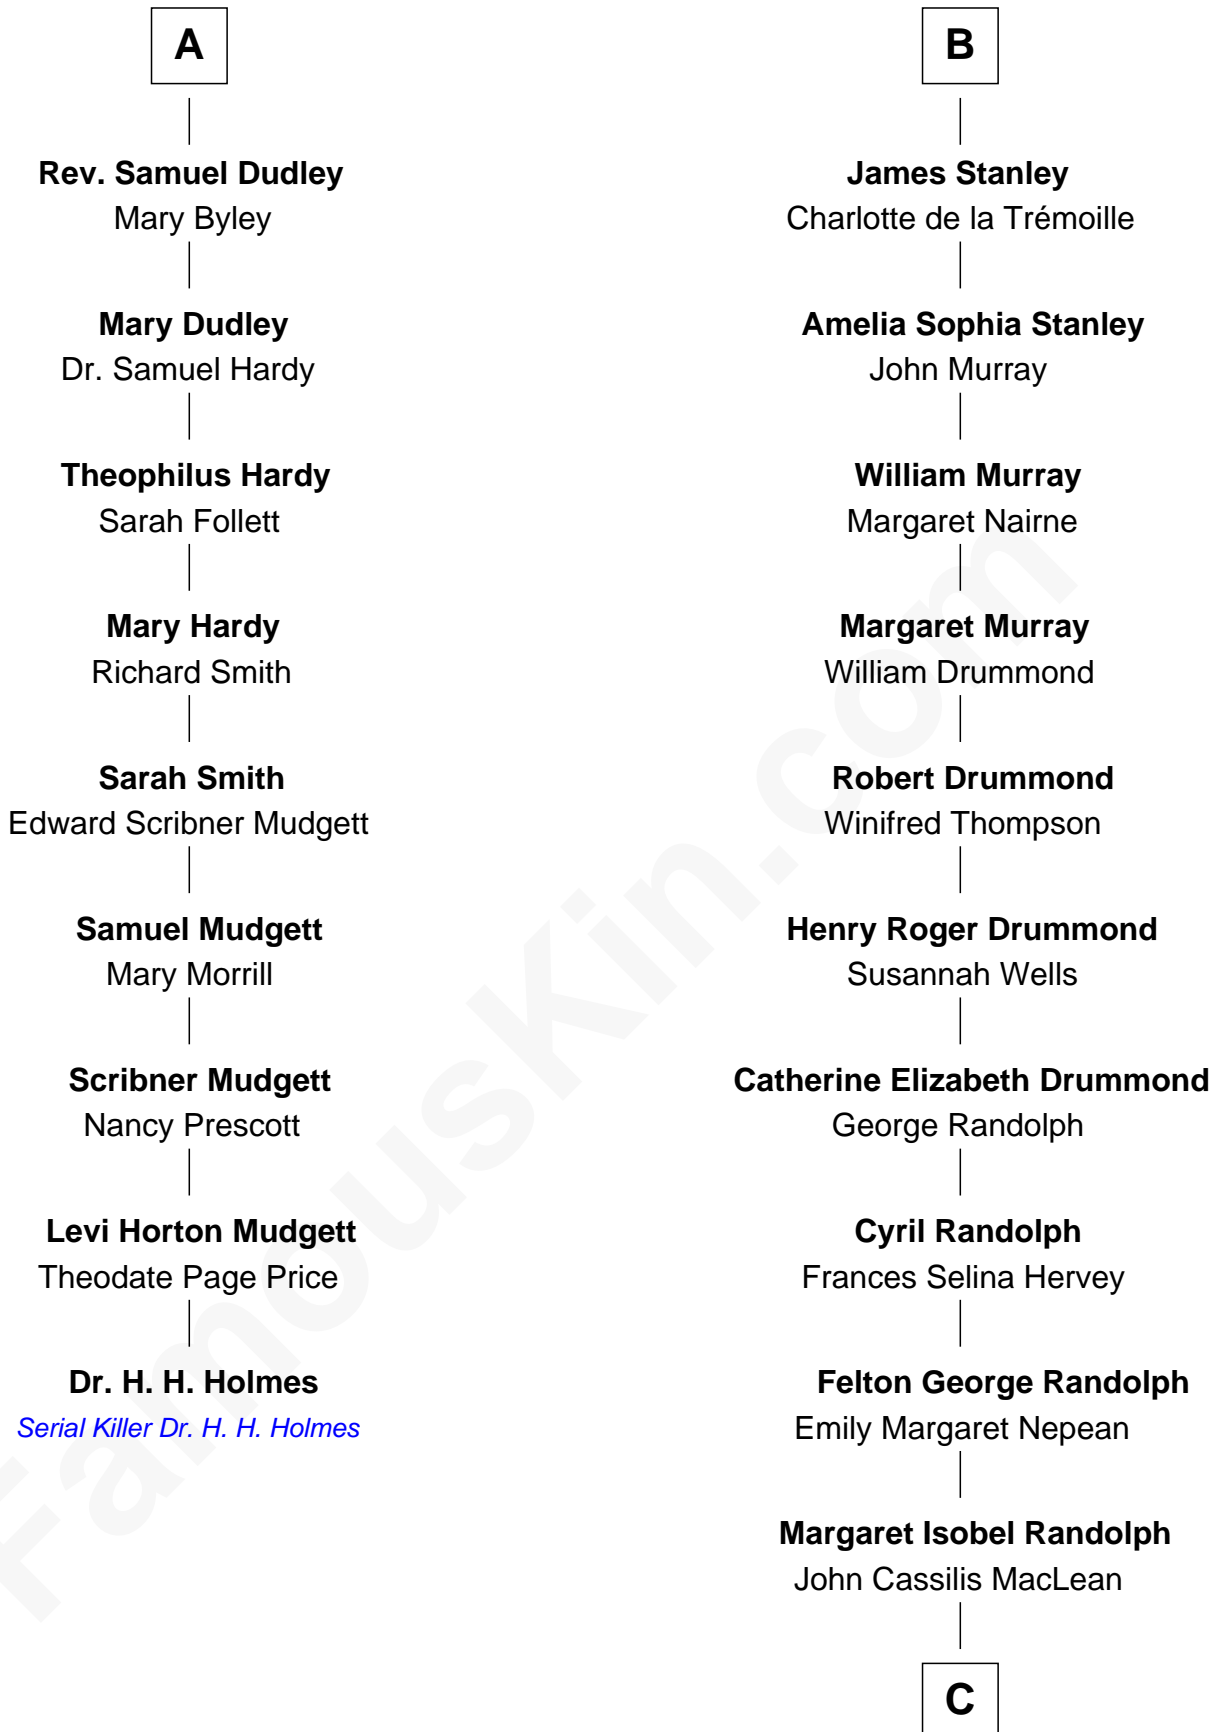 A
Rev. Samuel Dudley
Mary Byley
Mary Dudley
Dr. Samuel Hardy
Theophilus Hardy
Sarah Follett
Mary Hardy
Richard Smith
Sarah Smith
Edward Scribner Mudgett
Samuel Mudgett
Mary Morrill
Scribner Mudgett
Nancy Prescott
Levi Horton Mudgett
Theodate Page Price
Dr. H. H. Holmes
Serial Killer Dr. H. H. Holmes
B
James Stanley
Charlotte de la Trémoille
Amelia Sophia Stanley
John Murray
William Murray
Margaret Nairne
Margaret Murray
William Drummond
Robert Drummond
Winifred Thompson
Henry Roger Drummond
Susannah Wells
Catherine Elizabeth Drummond
George Randolph
Cyril Randolph
Frances Selina Hervey
Felton George Randolph
Emily Margaret Nepean
Margaret Isobel Randolph
John Cassilis MacLean
C
FamousKin.com